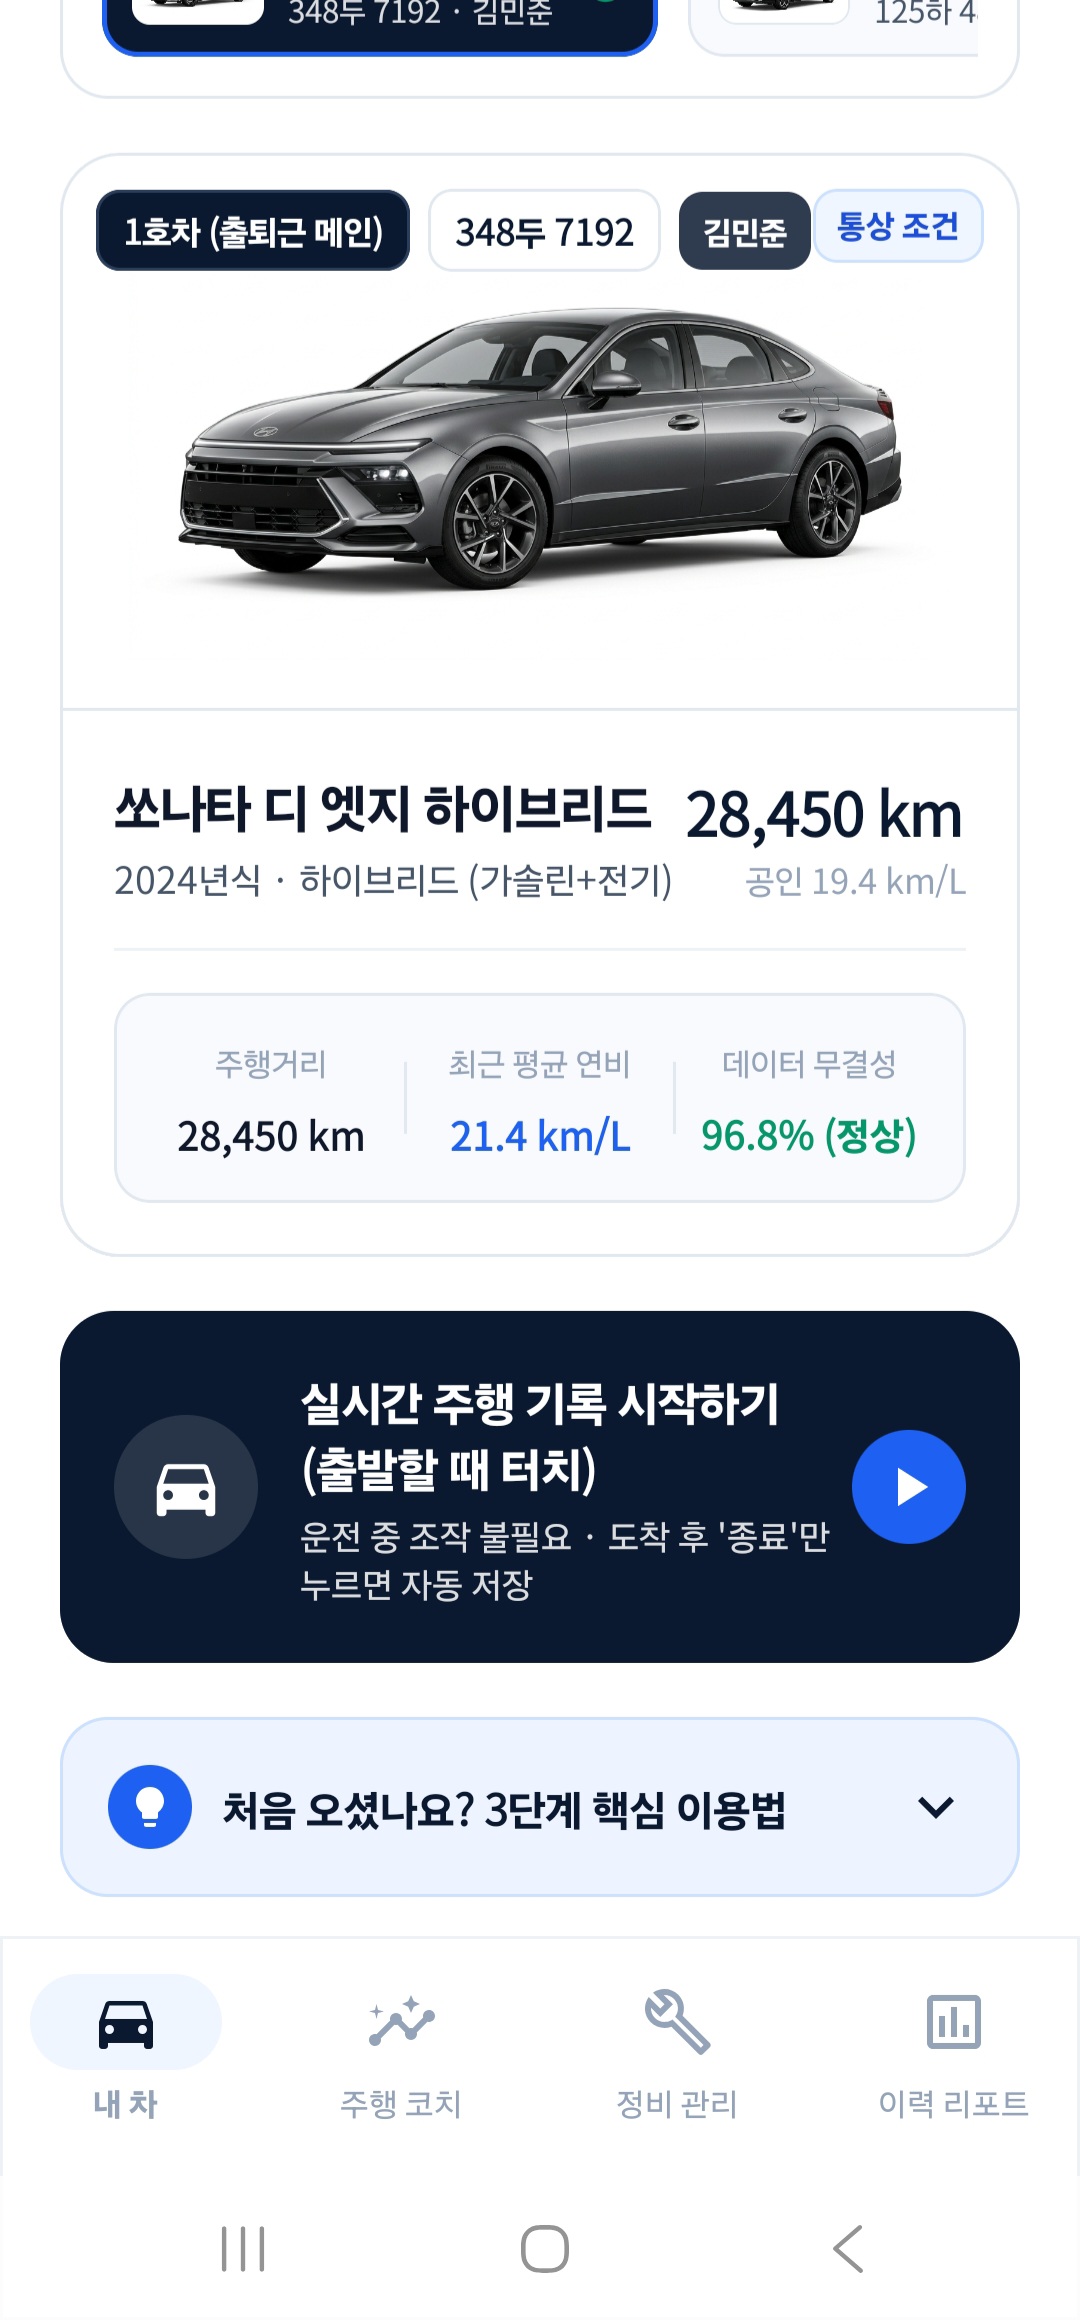 348두 7192 · 김민준
125하 4
1호차 (출퇴근 메인)
348두 7192
김민준
통상 조건
쏘나타 디 엣지 하이브리드
28,450 km
2024년식 · 하이브리드 (가솔린+전기)
공인 19.4 km/L
주행거리
최근 평균 연비
데이터 무결성
28,450 km
21.4 km/L
96.8% (정상)
실시간 주행 기록 시작하기
(출발할 때 터치)
운전 중 조작 불필요 · 도착 후 '종료'만
누르면 자동 저장
처음 오셨나요? 3단계 핵심 이용법
내 차
주행 코치
정비 관리
이력 리포트